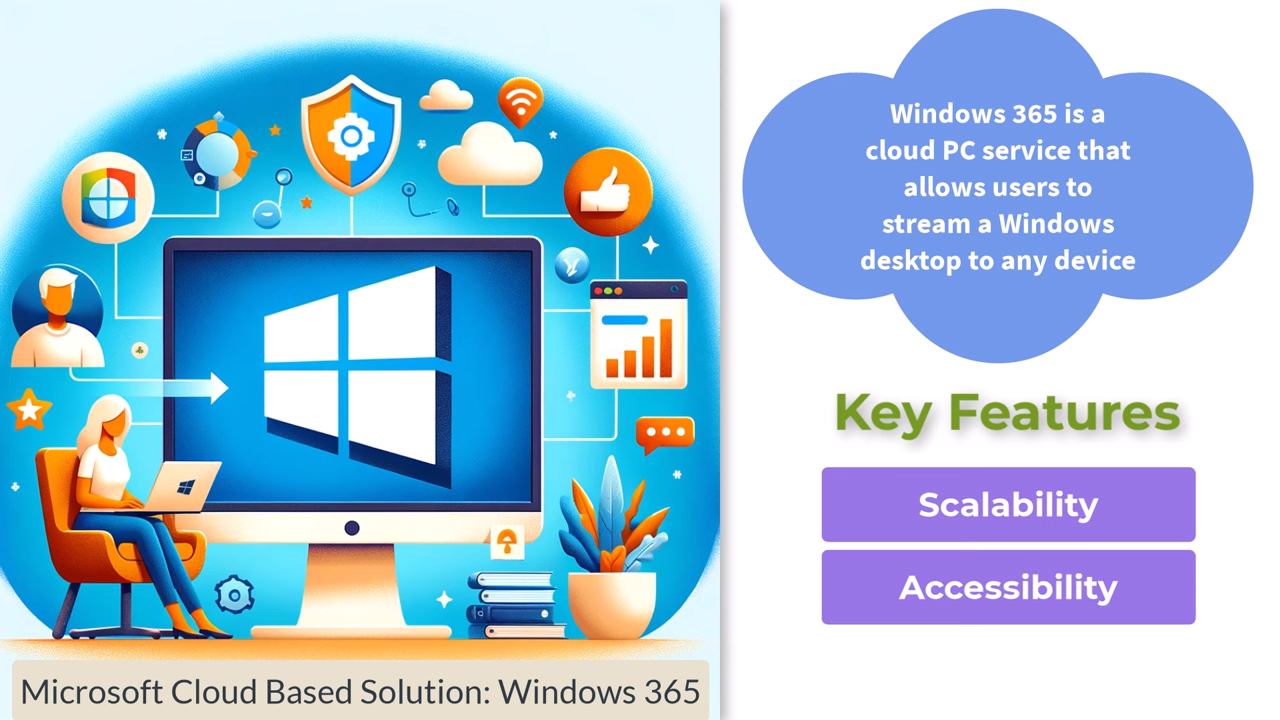 Windows 365 is a
cloud PC service that
allows users to
stream a Windows
desktop to any device
Key Features
Scalability
Accessibility
Microsoft Cloud Based Solution: Windows 365